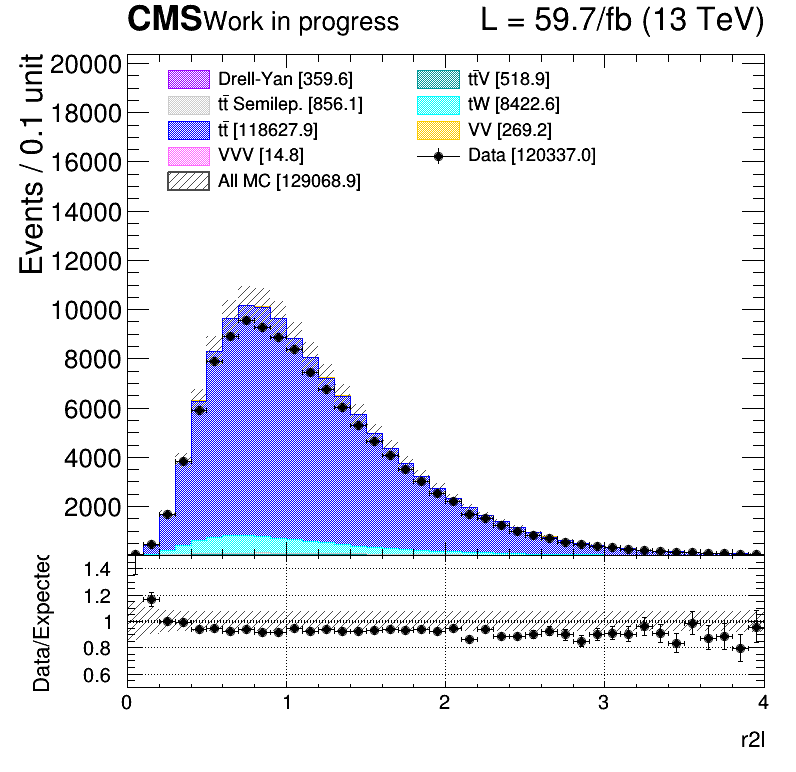 CMS Work in progress L = 59.7/fb (13 TeV)
Events / 0.1 unit
20000
18000
16000
14000
12000
10000
8000
6000
4000
2000
Drell-Yan [359.6]
tt̄ Semilep. [856.1]
tt̄ [118627.9]
VVV [14.8]
All MC [129068.9]
tt̄V [518.9]
tW [8422.6]
VV [269.2]
Data [120337.0]
Data/Expected
1.4
1.2
1
0.8
0.6
0 1 2 3 4
r2l